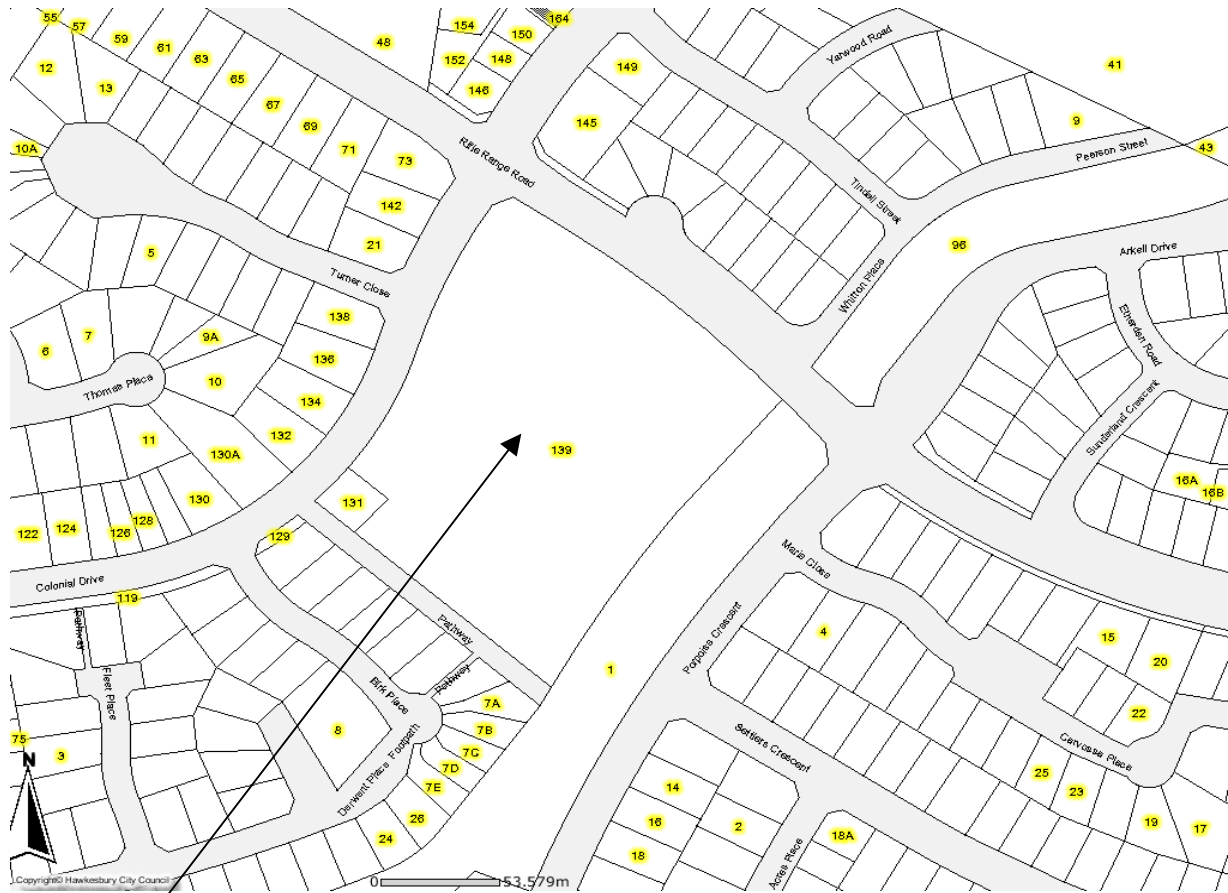 55
57
59
61
63
65
67
69
71
73
48
154
164
150
152
148
146
149
145
Yarwood Road
41
9
43
Pearson Street
12
13
10A
Rifle Range Road
142
21
Tindell Street
96
Arkell Drive
5
Turner Close
Whitton Place
Etherden Road
138
136
134
132
9A
7
6
10
Thomas Place
11
130A
130
139
131
129
Sunderland Crescent
16A
16B
122
124
126
128
Colonial Drive
119
Pathway
Fleet Place
Marie Close
4
Porpoise Crescent
15
20
22
1
Pathway
Pathway
Birk Place
7A
7B
7C
7D
7E
8
Derwent Place Footpath
75
3
N
Settlers Crescent
Carvossa Place
25
23
19
17
14
16
18
2
18A
26
24
Acres Place
Copyright© Hawkesbury City Council
0
53.579m